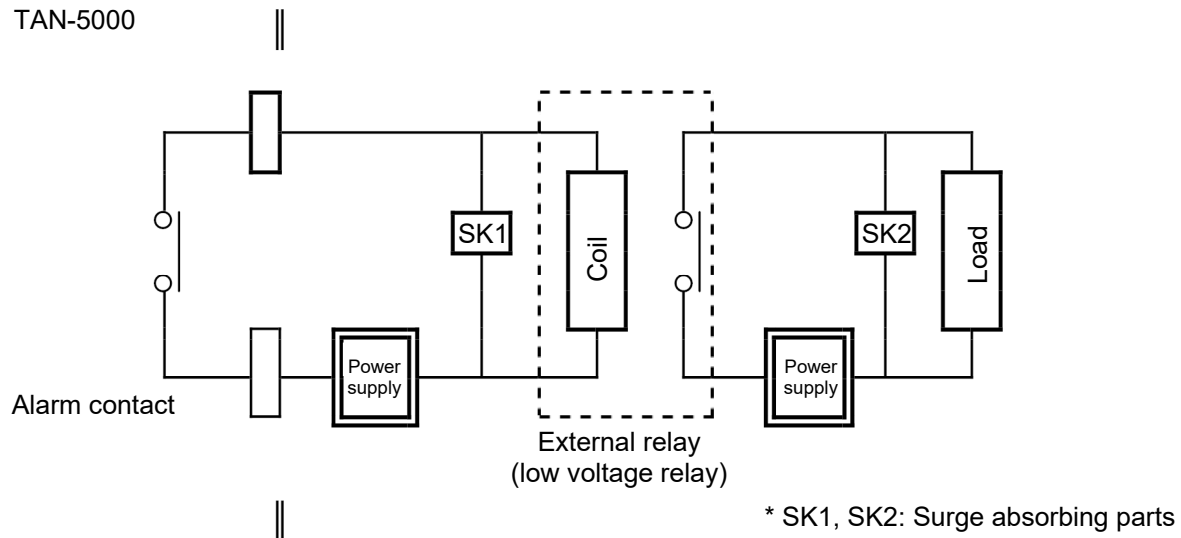 TAN-5000
SK1
Coil
SK2
Load
Power
supply
Power
supply
Alarm contact
External relay
(low voltage relay)
* SK1, SK2: Surge absorbing parts